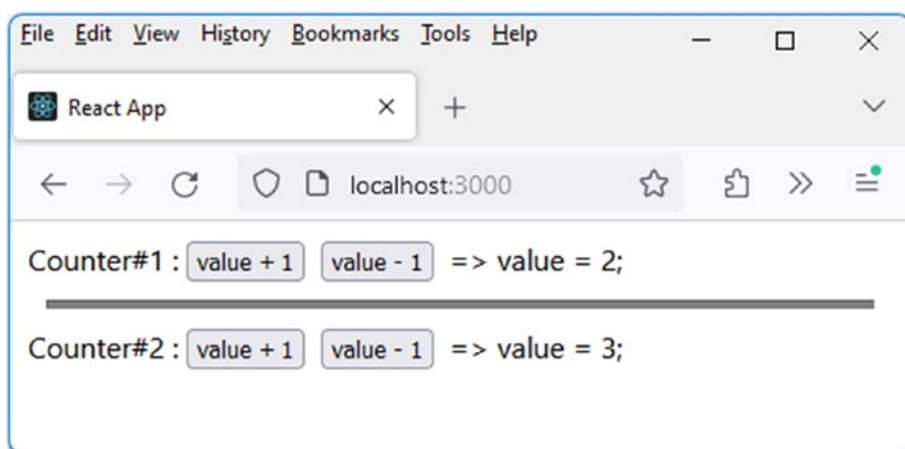 File Edit View History Bookmarks Tools Help
React App
localhost:3000
Counter#1 : value + 1 value - 1 => value = 2;
Counter#2 : value + 1 value - 1 => value = 3;